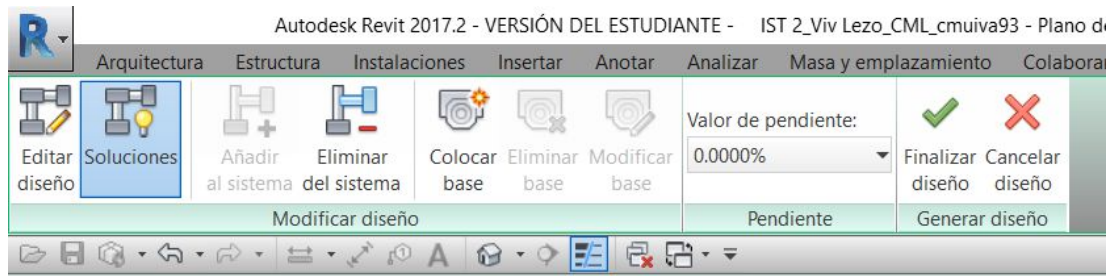 Autodesk Revit 2017.2 - VERSIÓN DEL ESTUDIANTE - IST 2_Viv Lezo_CML_cmuiva93 - Plano de
Arquitectura Estructura Instalaciones Insertar Anotar Analizar Masa y emplazamiento Colaborar
Editar diseño
Soluciones
Añadir al sistema
Eliminar del sistema
Colocar base
Eliminar base
Modificar base
Valor de pendiente:
0.0000%
Finalizar diseño
Cancelar diseño
Modificar diseño
Pendiente
Generar diseño